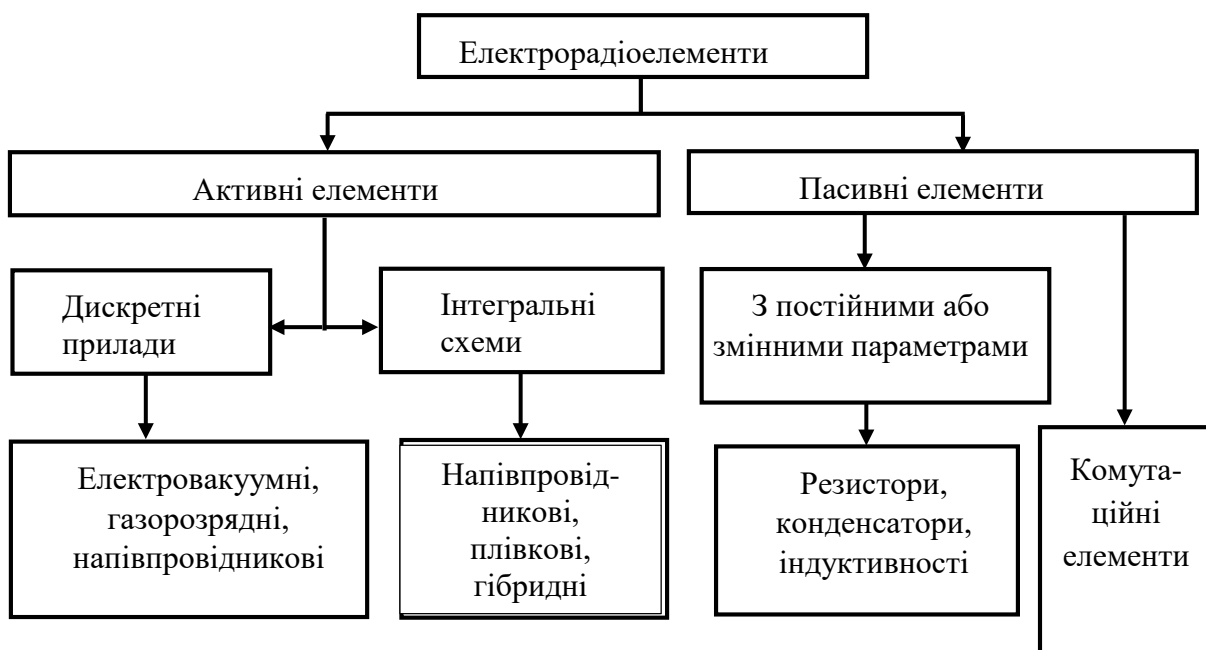 Електрорадіоелементи
Активні елементи
Пасивні елементи
Дискретні
прилади
Інтегральні
схеми
З постійними або
змінними параметрами
Електровакуумні,
газорозрядні,
напівпровідникові
Напівпровід-
никові,
плівкові,
гібридні
Резистори,
конденсатори,
індуктивності
Комута-
ційні
елементи